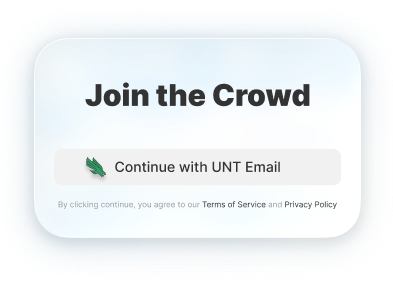 Join the Crowd
Continue with UNT Email
By clicking continue, you agree to our Terms of Service and Privacy Policy